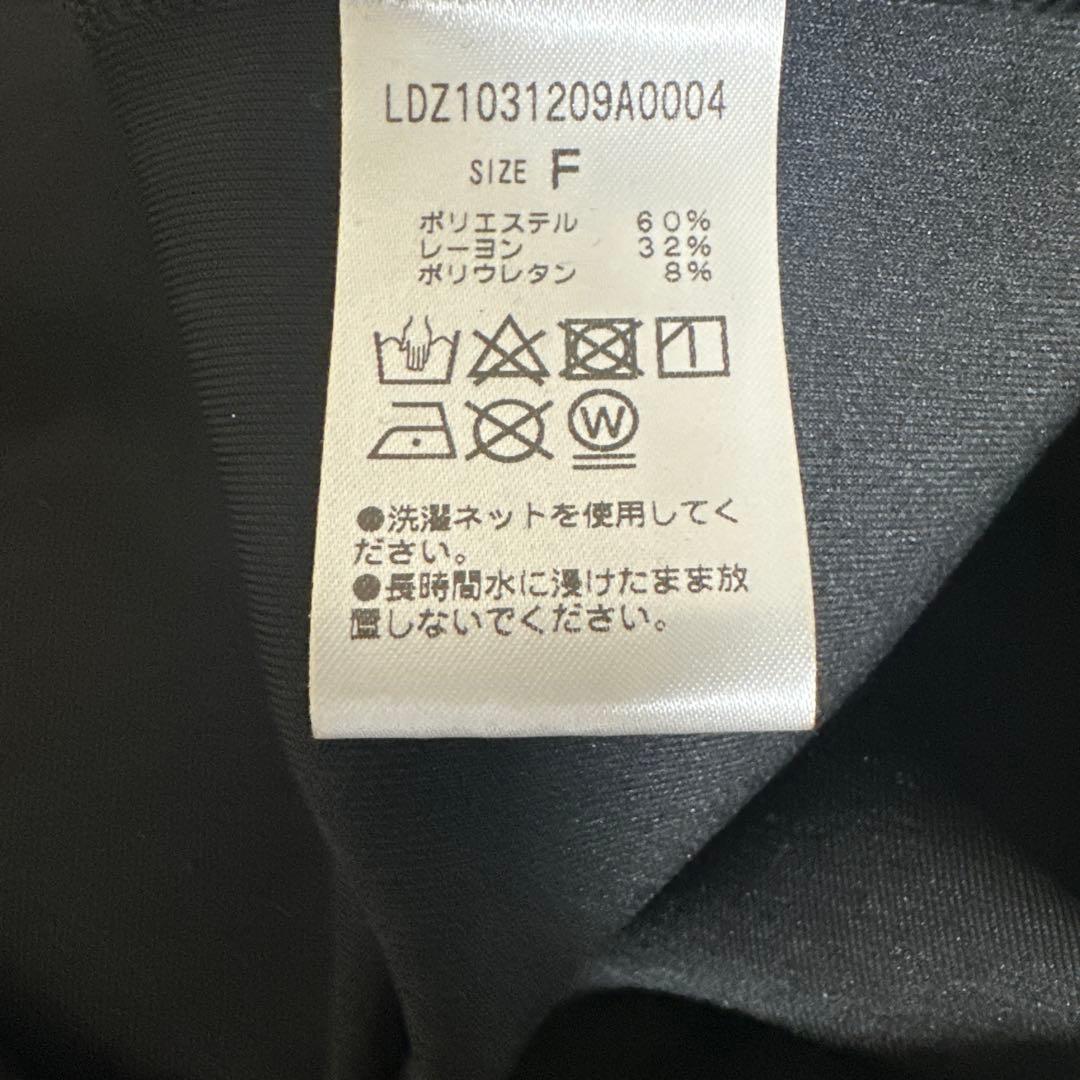 LDZ1031209A0004
SIZE F
ポリエステル 60%
レーヨン 32%
ポリウレタン 8%
W
●洗濯ネットを使用してく
ださい。
●長時間水に浸けたまま放
置しないでください。